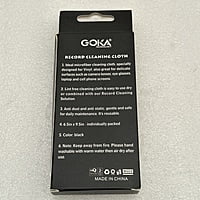 GOKA
RECORD CLEANING CLOTH
1 Ideal microfiber cleaning cloth specially
designed for Vinyl also great for delicate
surfaces such as camera lenses, eye glasses
laptop and cell phone screens
2 Lint free cleaning cloth is easy to use dry
or combined with our Record Cleaning
Solution
3 Anti dust and anti static, gentle and safe
for daily maintenance. It's reusable
4 6.5in x 9.5in individually packed
5 Color: black
6 Note: Keep away from fire. Please hand
washable with warm water then air dry after
use
MADE IN CHINA